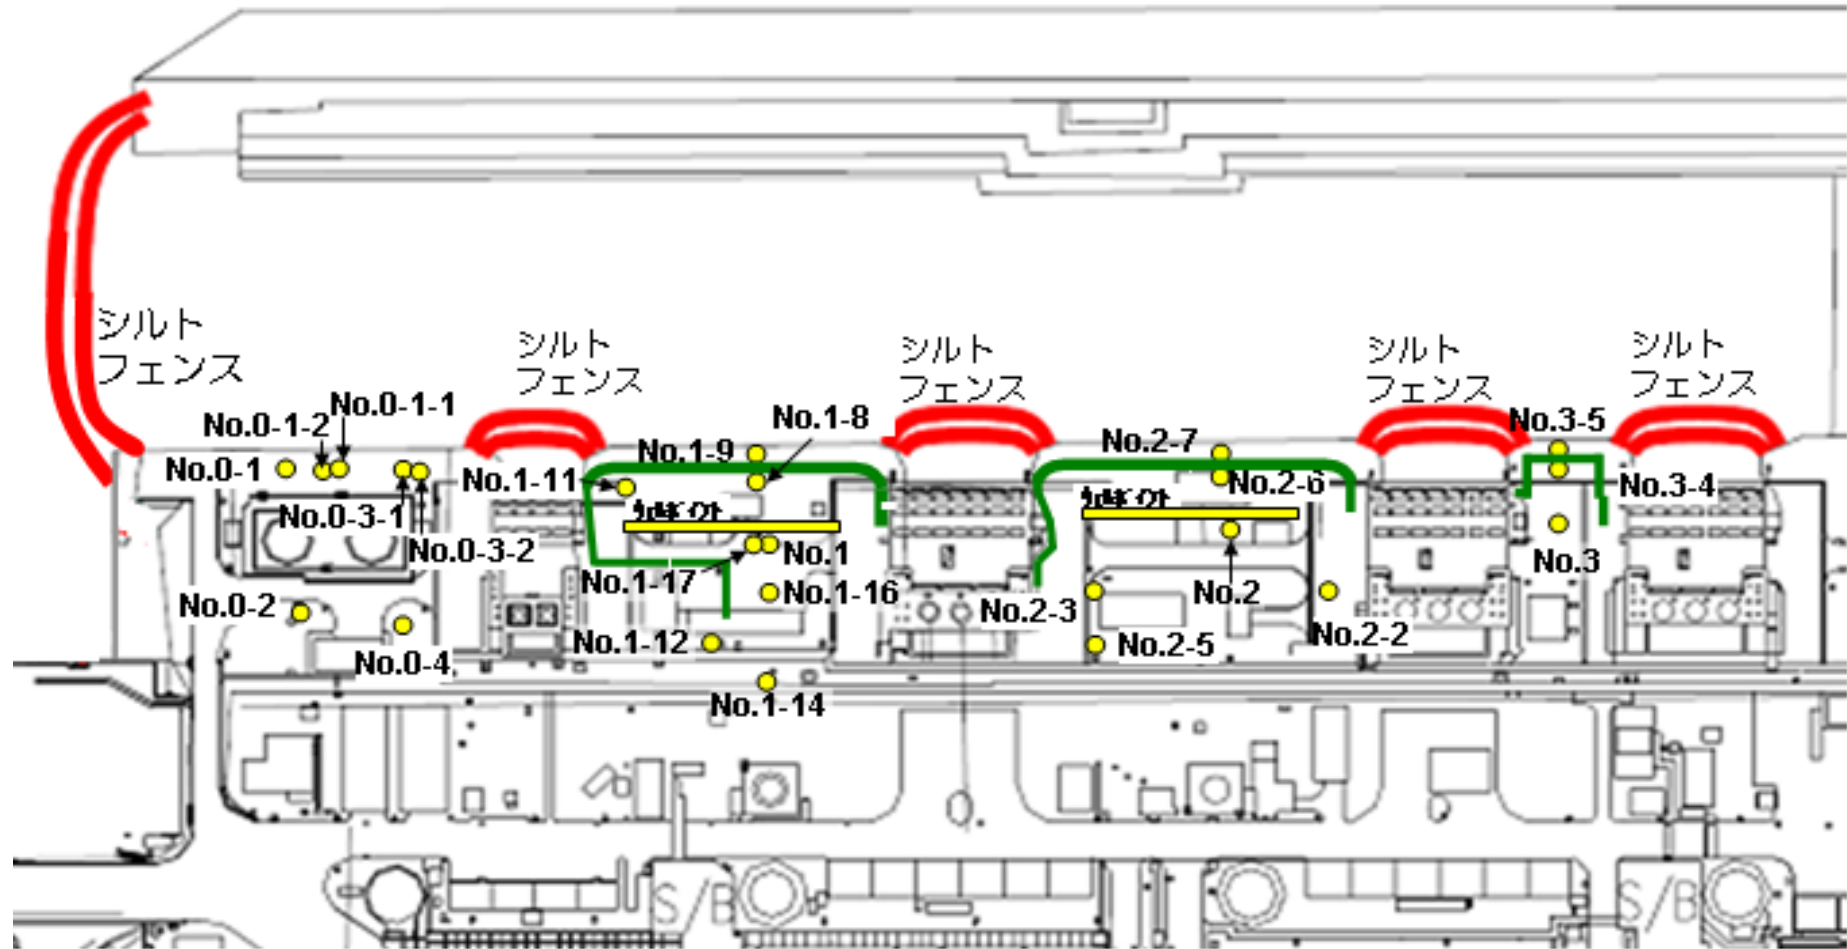 シルト
フェンス
シルト
フェンス
シルト
フェンス
シルト
フェンス
シルト
フェンス
No.0-1-1
No.0-1-2
No.0-1
No.0-3-1
No.0-3-2
No.0-2
No.0-4
No.1-8
No.1-9
No.1-11
No.1
No.1-17
No.1-16
No.1-12
No.1-14
No.2-7
No.2-6
No.2
No.2-3
No.2-5
No.2-2
No.3-5
No.3-4
No.3
S/B
S/B